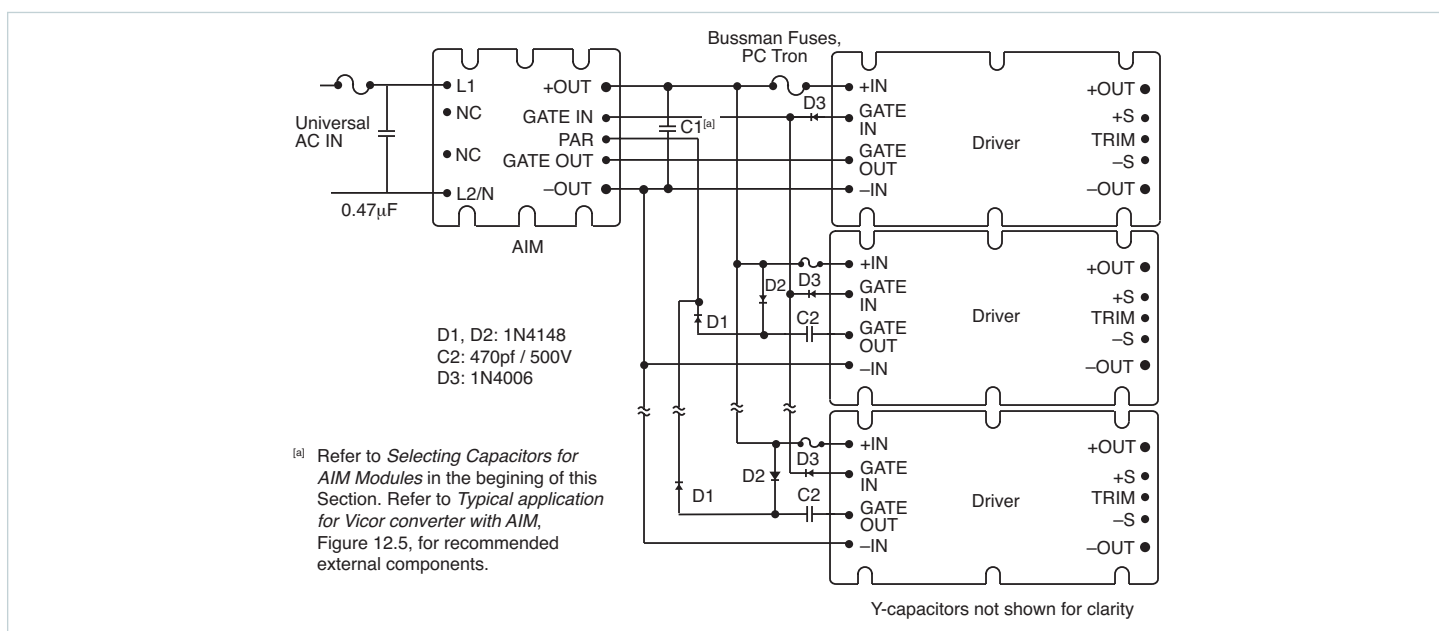 Bussman Fuses,
PC Tron
L1
NC
NC
L2/N
+OUT
GATE IN
PAR
GATE OUT
–OUT
Universal
AC IN
0.47µF
AIM
C1[a]
D3
+IN
GATE
IN
GATE
OUT
–IN
Driver
+OUT
+S
TRIM
–S
–OUT
D2
D3
D1
C2
+IN
GATE
IN
GATE
OUT
–IN
Driver
+OUT
+S
TRIM
–S
–OUT
D1, D2: 1N4148
C2: 470pf / 500V
D3: 1N4006
D1
D2
D3
C2
+IN
GATE
IN
GATE
OUT
–IN
Driver
+OUT
+S
TRIM
–S
–OUT
[a] Refer to Selecting Capacitors for
AIM Modules in the begining of this
Section. Refer to Typical application
for Vicor converter with AIM,
Figure 12.5, for recommended
external components.
Y-capacitors not shown for clarity